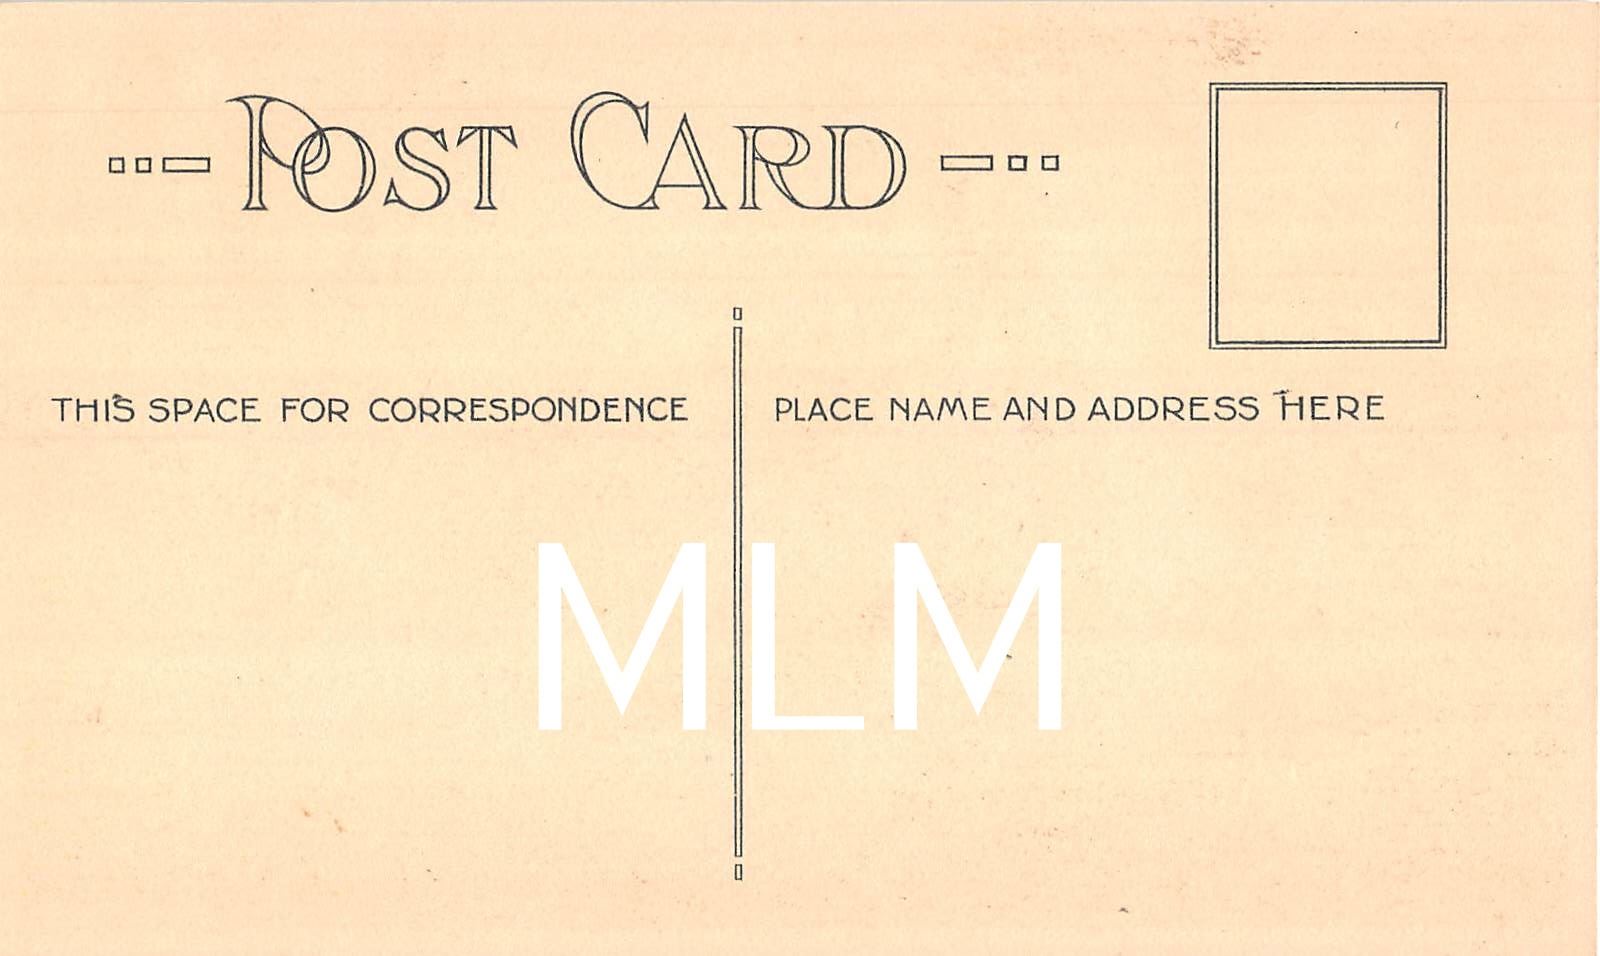 POST CARD
THIS SPACE FOR CORRESPONDENCE
PLACE NAME AND ADDRESS HERE
MLM